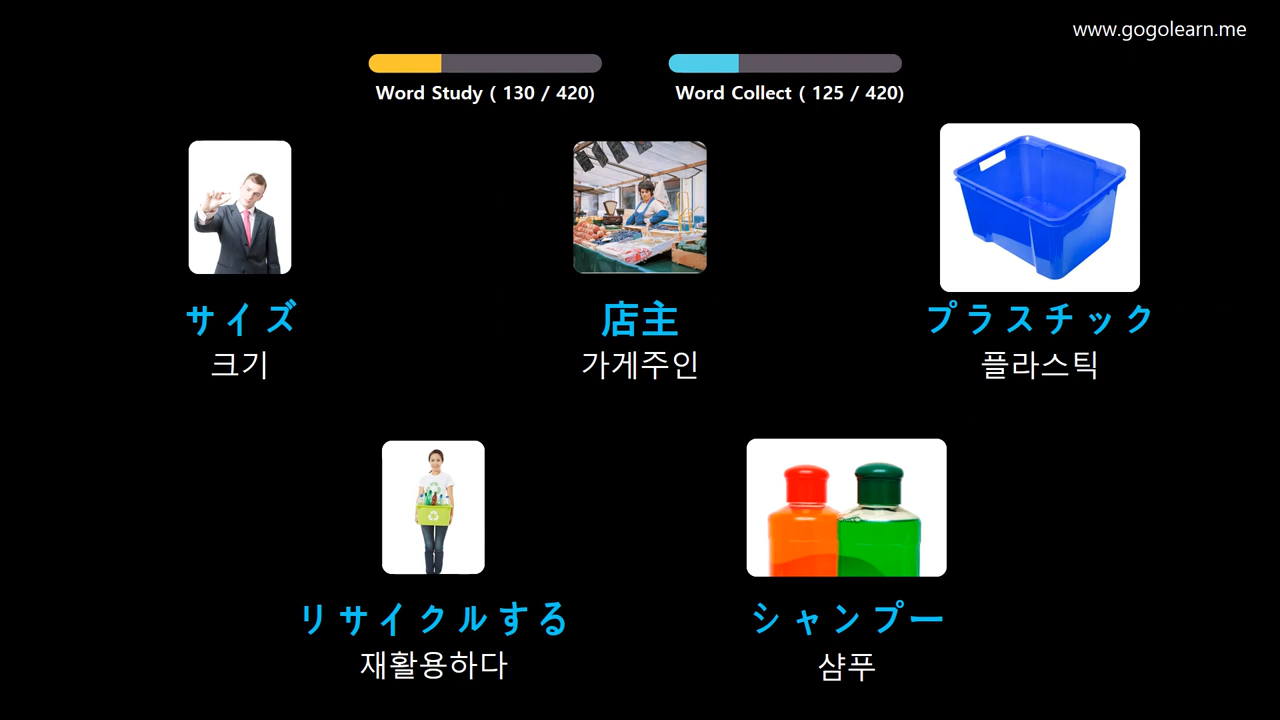 www.gogolearn.me
Word Study ( 130 / 420)
Word Collect ( 125 / 420)
サイズ
크기
店主
가게주인
プラスチック
플라스틱
リサイクルする
재활용하다
シャンプー
샴푸